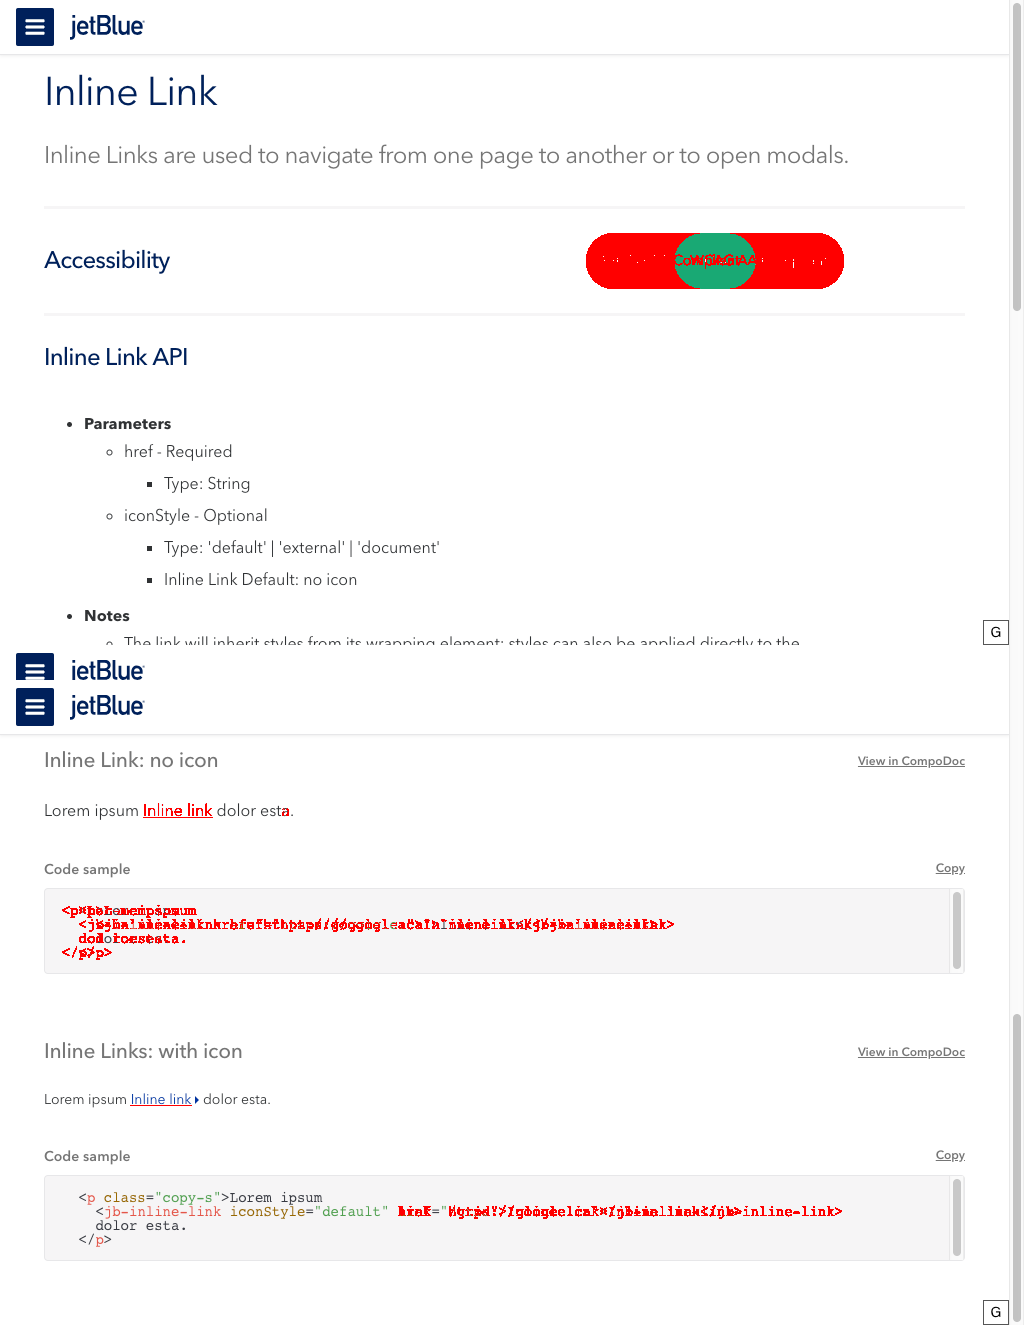 jetBlue
Inline Link
Inline Links are used to navigate from one page to another or to open modals.
Accessibility
Inline Link API
• Parameters
◦ href - Required
▪ Type: String
◦ iconStyle - Optional
▪ Type: 'default' | 'external' | 'document'
▪ Inline Link Default: no icon
• Notes
◦ The link will inherit styles from its wrapping element; styles can also be applied directly to the
G
jetBlue
jetBlue
Inline Link: no icon
View in CompoDoc
Lorem ipsum Inline link dolor esta.
Code sample
Copy
Inline Links: with icon
View in CompoDoc
Lorem ipsum Inline link dolor esta.
Code sample
Copy
<p class="copy-s">Lorem ipsum
<jb-inline-link iconStyle="default"
dolor esta.
</p>
G